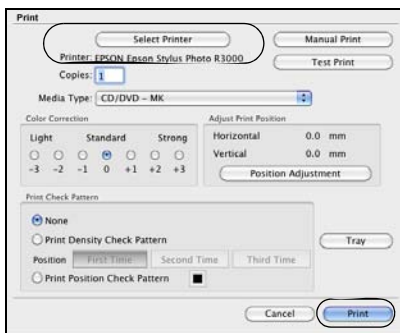 Print
Select Printer
Manual Print
Printer: EPSON Epson Stylus Photo R3000
Test Print
Copies: 1
Media Type: CD/DVD – MK
Color Correction
Adjust Print Position
Light Standard Strong
Horizontal 0.0 mm
Vertical 0.0 mm
-3 -2 -1 0 +1 +2 +3
Position Adjustment
Print Check Pattern
None
Print Density Check Pattern
Tray
Position First Time Second Time Third Time
Print Position Check Pattern
Cancel Print